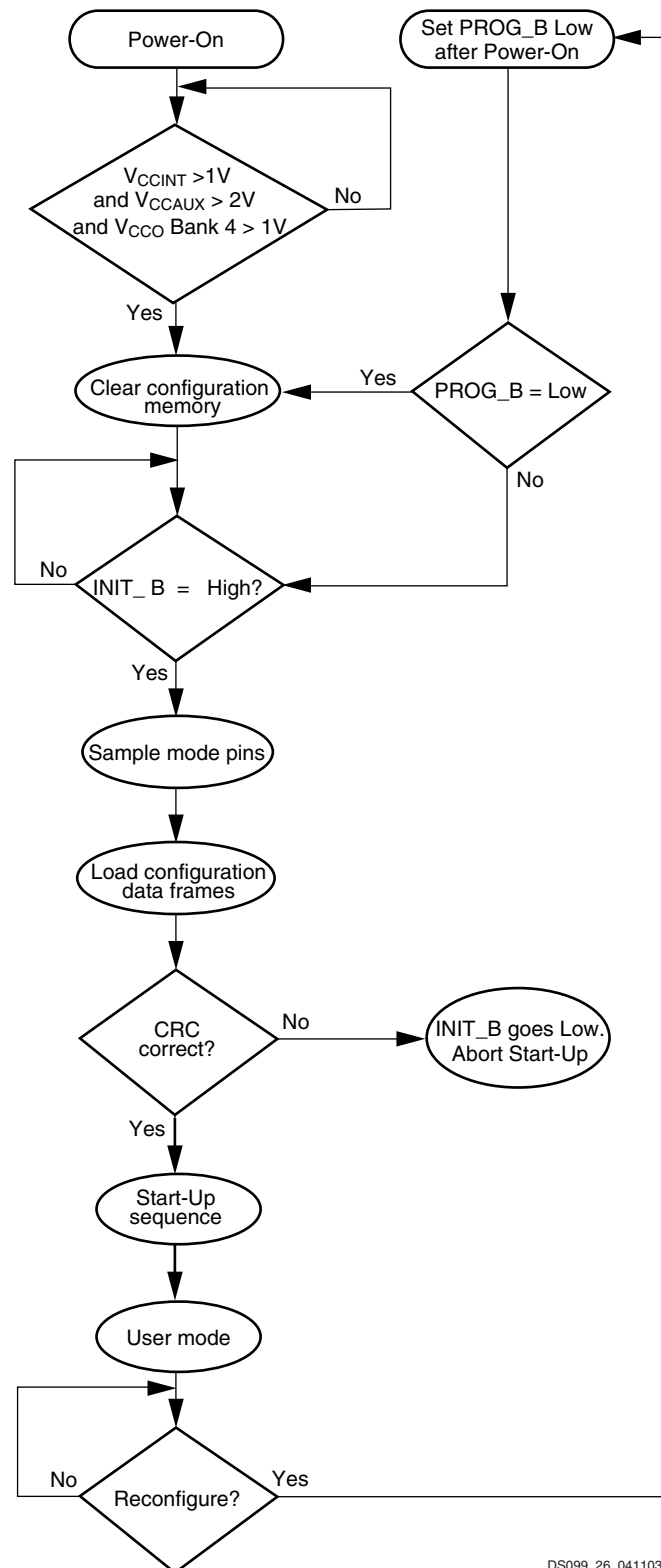 Power-On
Set PROG_B Low
after Power-On
VCCINT >1V
and VCCAUX > 2V
and VCCO Bank 4 > 1V
No
Yes
Clear configuration
memory
Yes
PROG_B = Low
No
No
INIT_ B = High?
Yes
Sample mode pins
Load configuration
data frames
CRC
correct?
No
INIT_B goes Low.
Abort Start-Up
Yes
Start-Up
sequence
User mode
No
Reconfigure?
Yes
DS099_26_041103